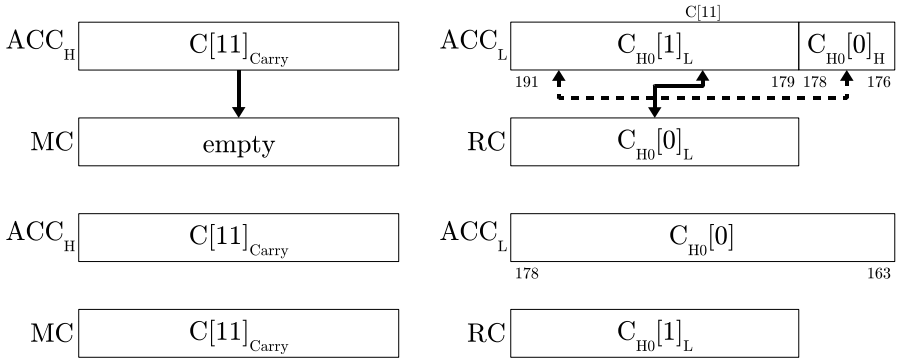 C[11]
ACC_H C[11]_Carry ACC_L C_H0[1]_L C_H0[0]_H
191 179 178 176
MC empty RC C_H0[0]_L
ACC_H C[11]_Carry ACC_L C_H0[0]
178 163
MC C[11]_Carry RC C_H0[1]_L